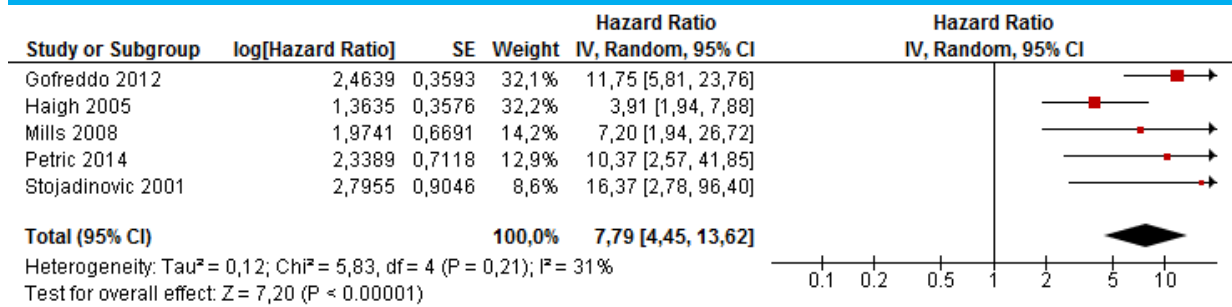 Hazard Ratio Hazard Ratio
Study or Subgroup log[Hazard Ratio] SE Weight IV, Random, 95% CI IV, Random, 95% CI
Gofreddo 2012 2,4639 0,3593 32,1% 11,75 [5,81, 23,76]
Haigh 2005 1,3635 0,3576 32,2% 3,91 [1,94, 7,88]
Mills 2008 1,9741 0,6691 14,2% 7,20 [1,94, 26,72]
Petric 2014 2,3389 0,7118 12,9% 10,37 [2,57, 41,85]
Stojadinovic 2001 2,7955 0,9046 8,6% 16,37 [2,78, 96,40]
Total (95% CI) 100,0% 7,79 [4,45, 13,62]
Heterogeneity: Tau² = 0,12; Chi² = 5,83, df = 4 (P = 0,21); I² = 31%
Test for overall effect: Z = 7,20 (P < 0.00001)
0.1 0.2 0.5 1 2 5 10